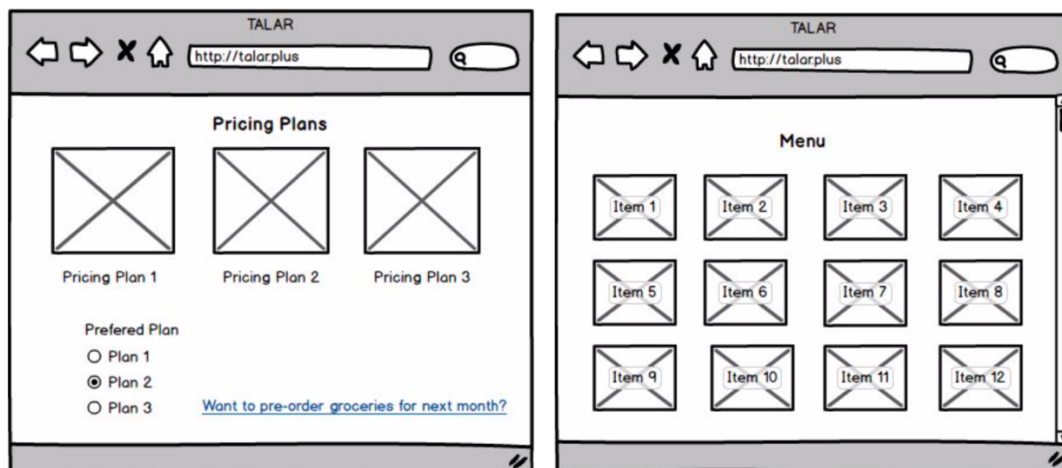 TALAR
http://talar.plus
Pricing Plans
Pricing Plan 1
Pricing Plan 2
Pricing Plan 3
Prefered Plan
Plan 1
Plan 2
Plan 3
Want to pre-order groceries for next month?
TALAR
http://talar.plus
Menu
Item 1
Item 2
Item 3
Item 4
Item 5
Item 6
Item 7
Item 8
Item 9
Item 10
Item 11
Item 12